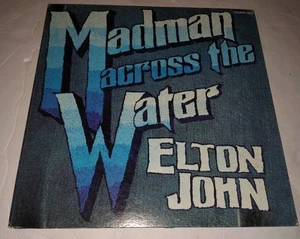 Madman
across the
Water
ELTON
JOHN